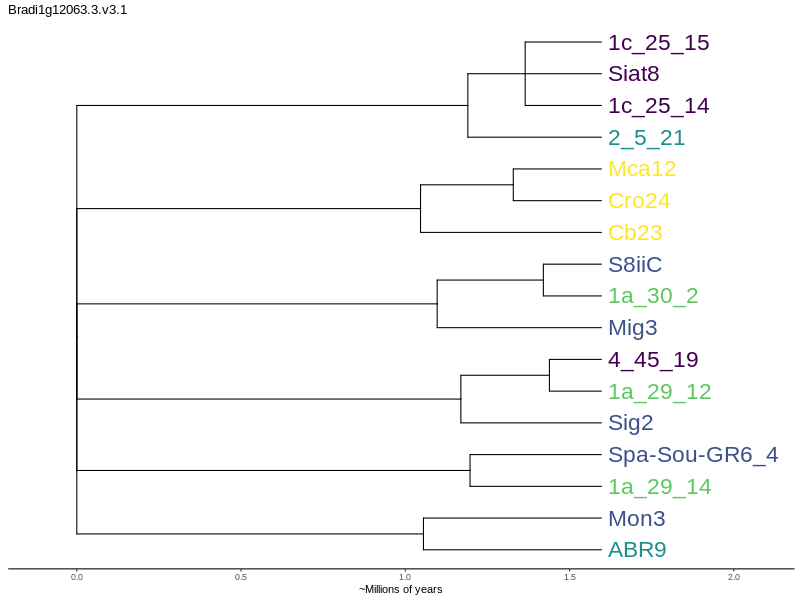 Bradi1g12063.3.v3.1
1c_25_15
Siat8
1c_25_14
2_5_21
Mca12
Cro24
Cb23
S8iiC
1a_30_2
Mig3
4_45_19
1a_29_12
Sig2
Spa-Sou-GR6_4
1a_29_14
Mon3
ABR9
0.0 0.5 1.0 1.5 2.0
~Millions of years